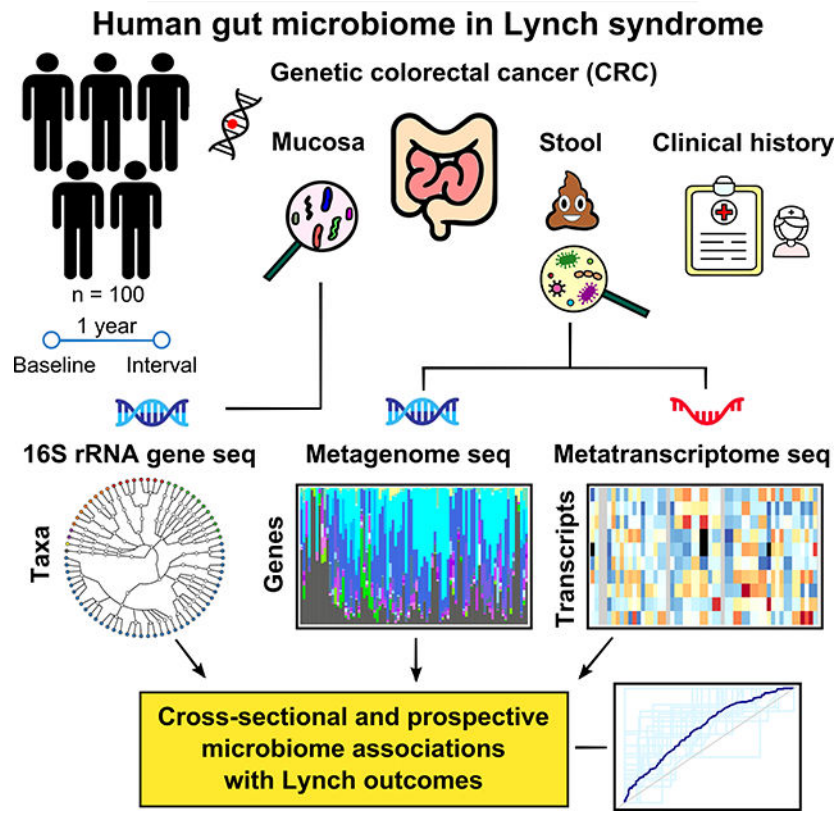 Human gut microbiome in Lynch syndrome
Genetic colorectal cancer (CRC)
Mucosa
Stool
Clinical history
n = 100
1 year
Baseline
Interval
16S rRNA gene seq
Metagenome seq
Metatranscriptome seq
Taxa
Genes
Transcripts
Cross-sectional and prospective
microbiome associations
with Lynch outcomes